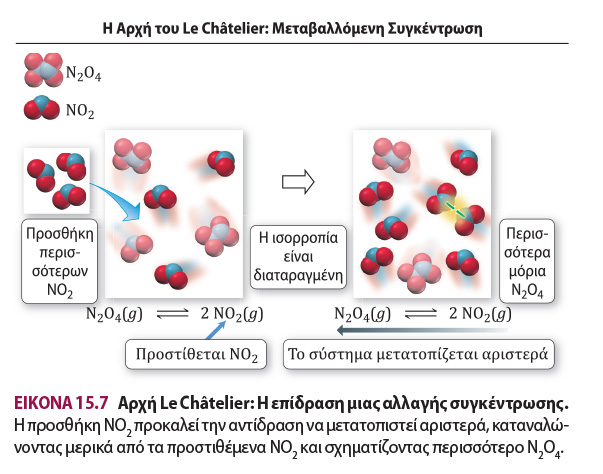 Η Αρχή του Le Châtelier: Μεταβαλλόμενη Συγκέντρωση
N₂O₄
NO₂
Προσθήκη
περισ-
σότερων
NO₂
Η ισορροπία
είναι
διαταραγμένη
Περισ-
σότερα
μόρια
N₂O₄
N₂O₄(g) ⇌ 2 NO₂(g)
N₂O₄(g) ⇌ 2 NO₂(g)
Προστίθεται NO₂
Το σύστημα μετατοπίζεται αριστερά
ΕΙΚΟΝΑ 15.7 Αρχή Le Châtelier: Η επίδραση μιας αλλαγής συγκέντρωσης.
Η προσθήκη NO₂ προκαλεί την αντίδραση να μετατοπιστεί αριστερά, καταναλώ-
νοντας μερικά από τα προστιθέμενα NO₂ και σχηματίζοντας περισσότερο N₂O₄.